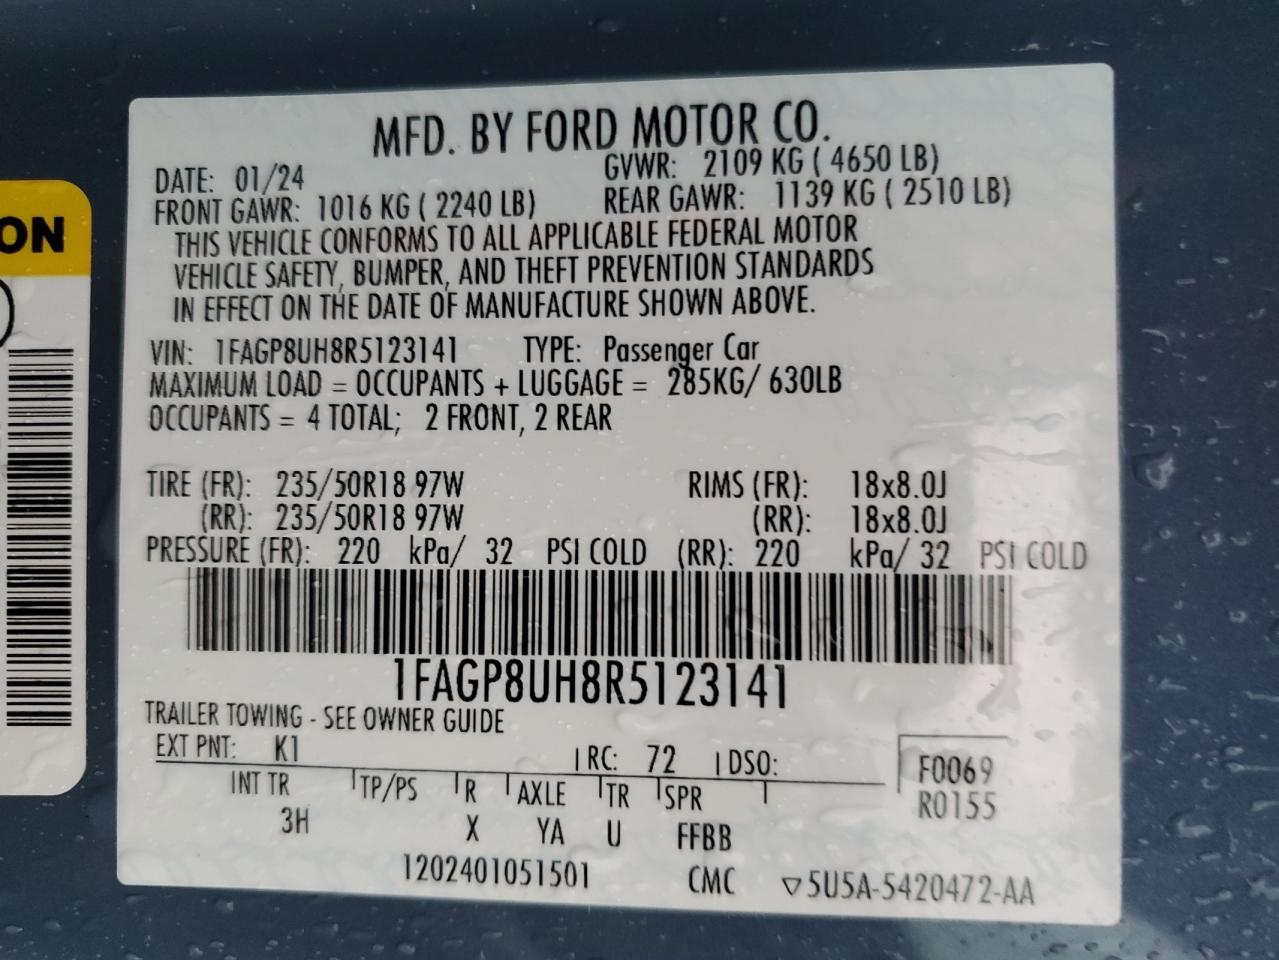 MFD. BY FORD MOTOR CO.
DATE: 01/24 GVWR: 2109 KG ( 4650 LB)
FRONT GAWR: 1016 KG ( 2240 LB) REAR GAWR: 1139 KG ( 2510 LB)
THIS VEHICLE CONFORMS TO ALL APPLICABLE FEDERAL MOTOR
VEHICLE SAFETY, BUMPER, AND THEFT PREVENTION STANDARDS
IN EFFECT ON THE DATE OF MANUFACTURE SHOWN ABOVE.
VIN: 1FAGP8UH8R5123141 TYPE: Passenger Car
MAXIMUM LOAD = OCCUPANTS + LUGGAGE = 285KG/ 630LB
OCCUPANTS = 4 TOTAL; 2 FRONT, 2 REAR
TIRE (FR): 235/50R18 97W RIMS (FR): 18x8.0J
(RR): 235/50R18 97W (RR): 18x8.0J
PRESSURE (FR): 220 kPa/ 32 PSI COLD (RR): 220 kPa/ 32 PSI COLD
1FAGP8UH8R5123141
TRAILER TOWING - SEE OWNER GUIDE
EXT PNT: K1 RC: 72 DSO:
INT TR TP/PS R AXLE TR SPR
3H X YA U FFBB
F0069
R0155
1202401051501 CMC ▽5U5A-5420472-AA
ON